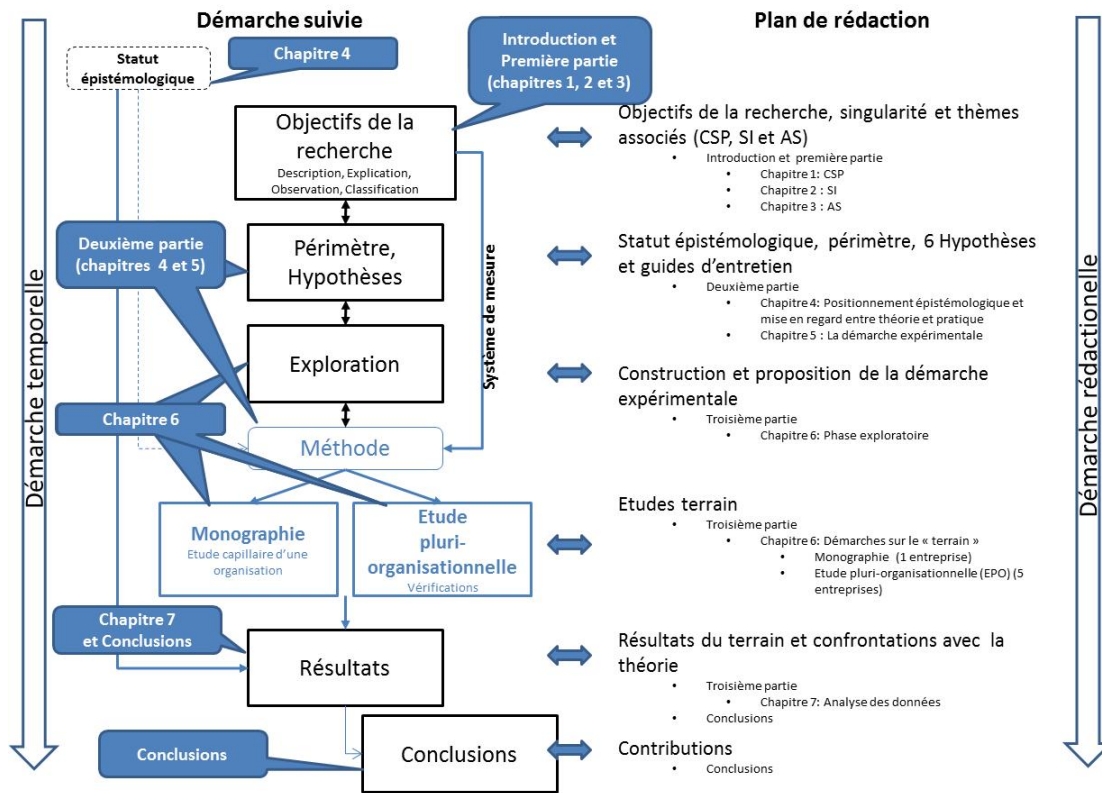 Démarche suivie
Plan de rédaction
Démarche temporelle
Statut
épistémologique
Chapitre 4
Introduction et
Première partie
(chapitres 1, 2 et 3)
Objectifs de la
recherche
Description, Explication,
Observation, Classification
Deuxième partie
(chapitres 4 et 5)
Périmètre,
Hypothèses
Système de mesure
Exploration
Chapitre 6
Méthode
Monographie
Etude capillaire d'une
organisation
Etude
pluri-
organisationnelle
Vérifications
Chapitre 7
et Conclusions
Résultats
Conclusions
Conclusions
Objectifs de la recherche, singularité et thèmes
associés (CSP, SI et AS)
• Introduction et première partie
• Chapitre 1: CSP
• Chapitre 2 : SI
• Chapitre 3 : AS
Statut épistémologique, périmètre, 6 Hypothèses
et guides d'entretien
• Deuxième partie
• Chapitre 4: Positionnement épistémologique et
mise en regard entre théorie et pratique
• Chapitre 5 : La démarche expérimentale
Construction et proposition de la démarche
expérimentale
• Troisième partie
• Chapitre 6: Phase exploratoire
Etudes terrain
• Troisième partie
• Chapitre 6: Démarches sur le « terrain »
• Monographie (1 entreprise)
• Etude pluri-organisationnelle (EPO) (5
entreprises)
Résultats du terrain et confrontations avec la
théorie
• Troisième partie
• Chapitre 7: Analyse des données
• Conclusions
Contributions
• Conclusions
Démarche rédactionelle